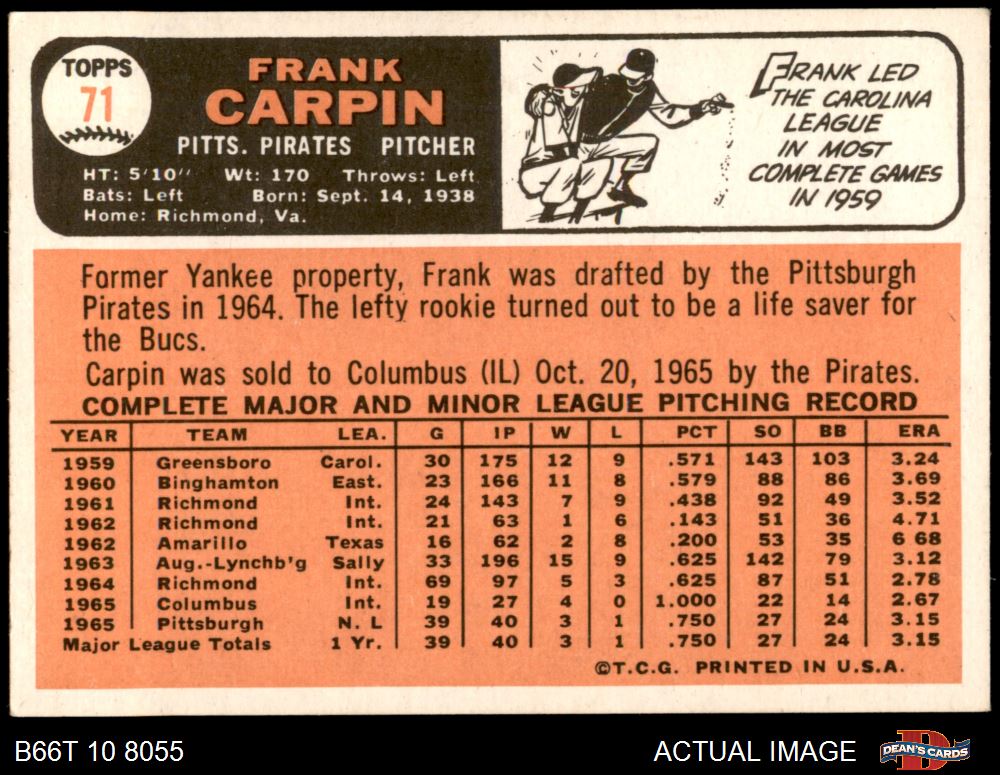 TOPPS
71
FRANK
CARPIN
PITTS. PIRATES PITCHER
HT: 5'10" Wt: 170 Throws: Left
Bats: Left Born: Sept. 14, 1938
Home: Richmond, Va.
FRANK LED
THE CAROLINA
LEAGUE
IN MOST
COMPLETE GAMES
IN 1959
Former Yankee property, Frank was drafted by the Pittsburgh
Pirates in 1964. The lefty rookie turned out to be a life saver for
the Bucs.
Carpin was sold to Columbus (IL) Oct. 20, 1965 by the Pirates.
COMPLETE MAJOR AND MINOR LEAGUE PITCHING RECORD
YEAR TEAM LEA. G IP W L PCT SO BB ERA
1959 Greensboro Carol. 30 175 12 9 .571 143 103 3.24
1960 Binghamton East. 23 166 11 8 .579 88 86 3.69
1961 Richmond Int. 24 143 7 9 .438 92 49 3.52
1962 Richmond Int. 21 63 1 6 .143 51 36 4.71
1962 Amarillo Texas 16 62 2 8 .200 53 35 6 68
1963 Aug.-Lynchb'g Sally 33 196 15 9 .625 142 79 3.12
1964 Richmond Int. 69 97 5 3 .625 87 51 2.78
1965 Columbus Int. 19 27 4 0 1.000 22 14 2.67
1965 Pittsburgh N. L 39 40 3 1 .750 27 24 3.15
Major League Totals 1 Yr. 39 40 3 1 .750 27 24 3.15
©T.C.G. PRINTED IN U.S.A.
B66T 10 8055 ACTUAL IMAGE DEAN'S CARDS